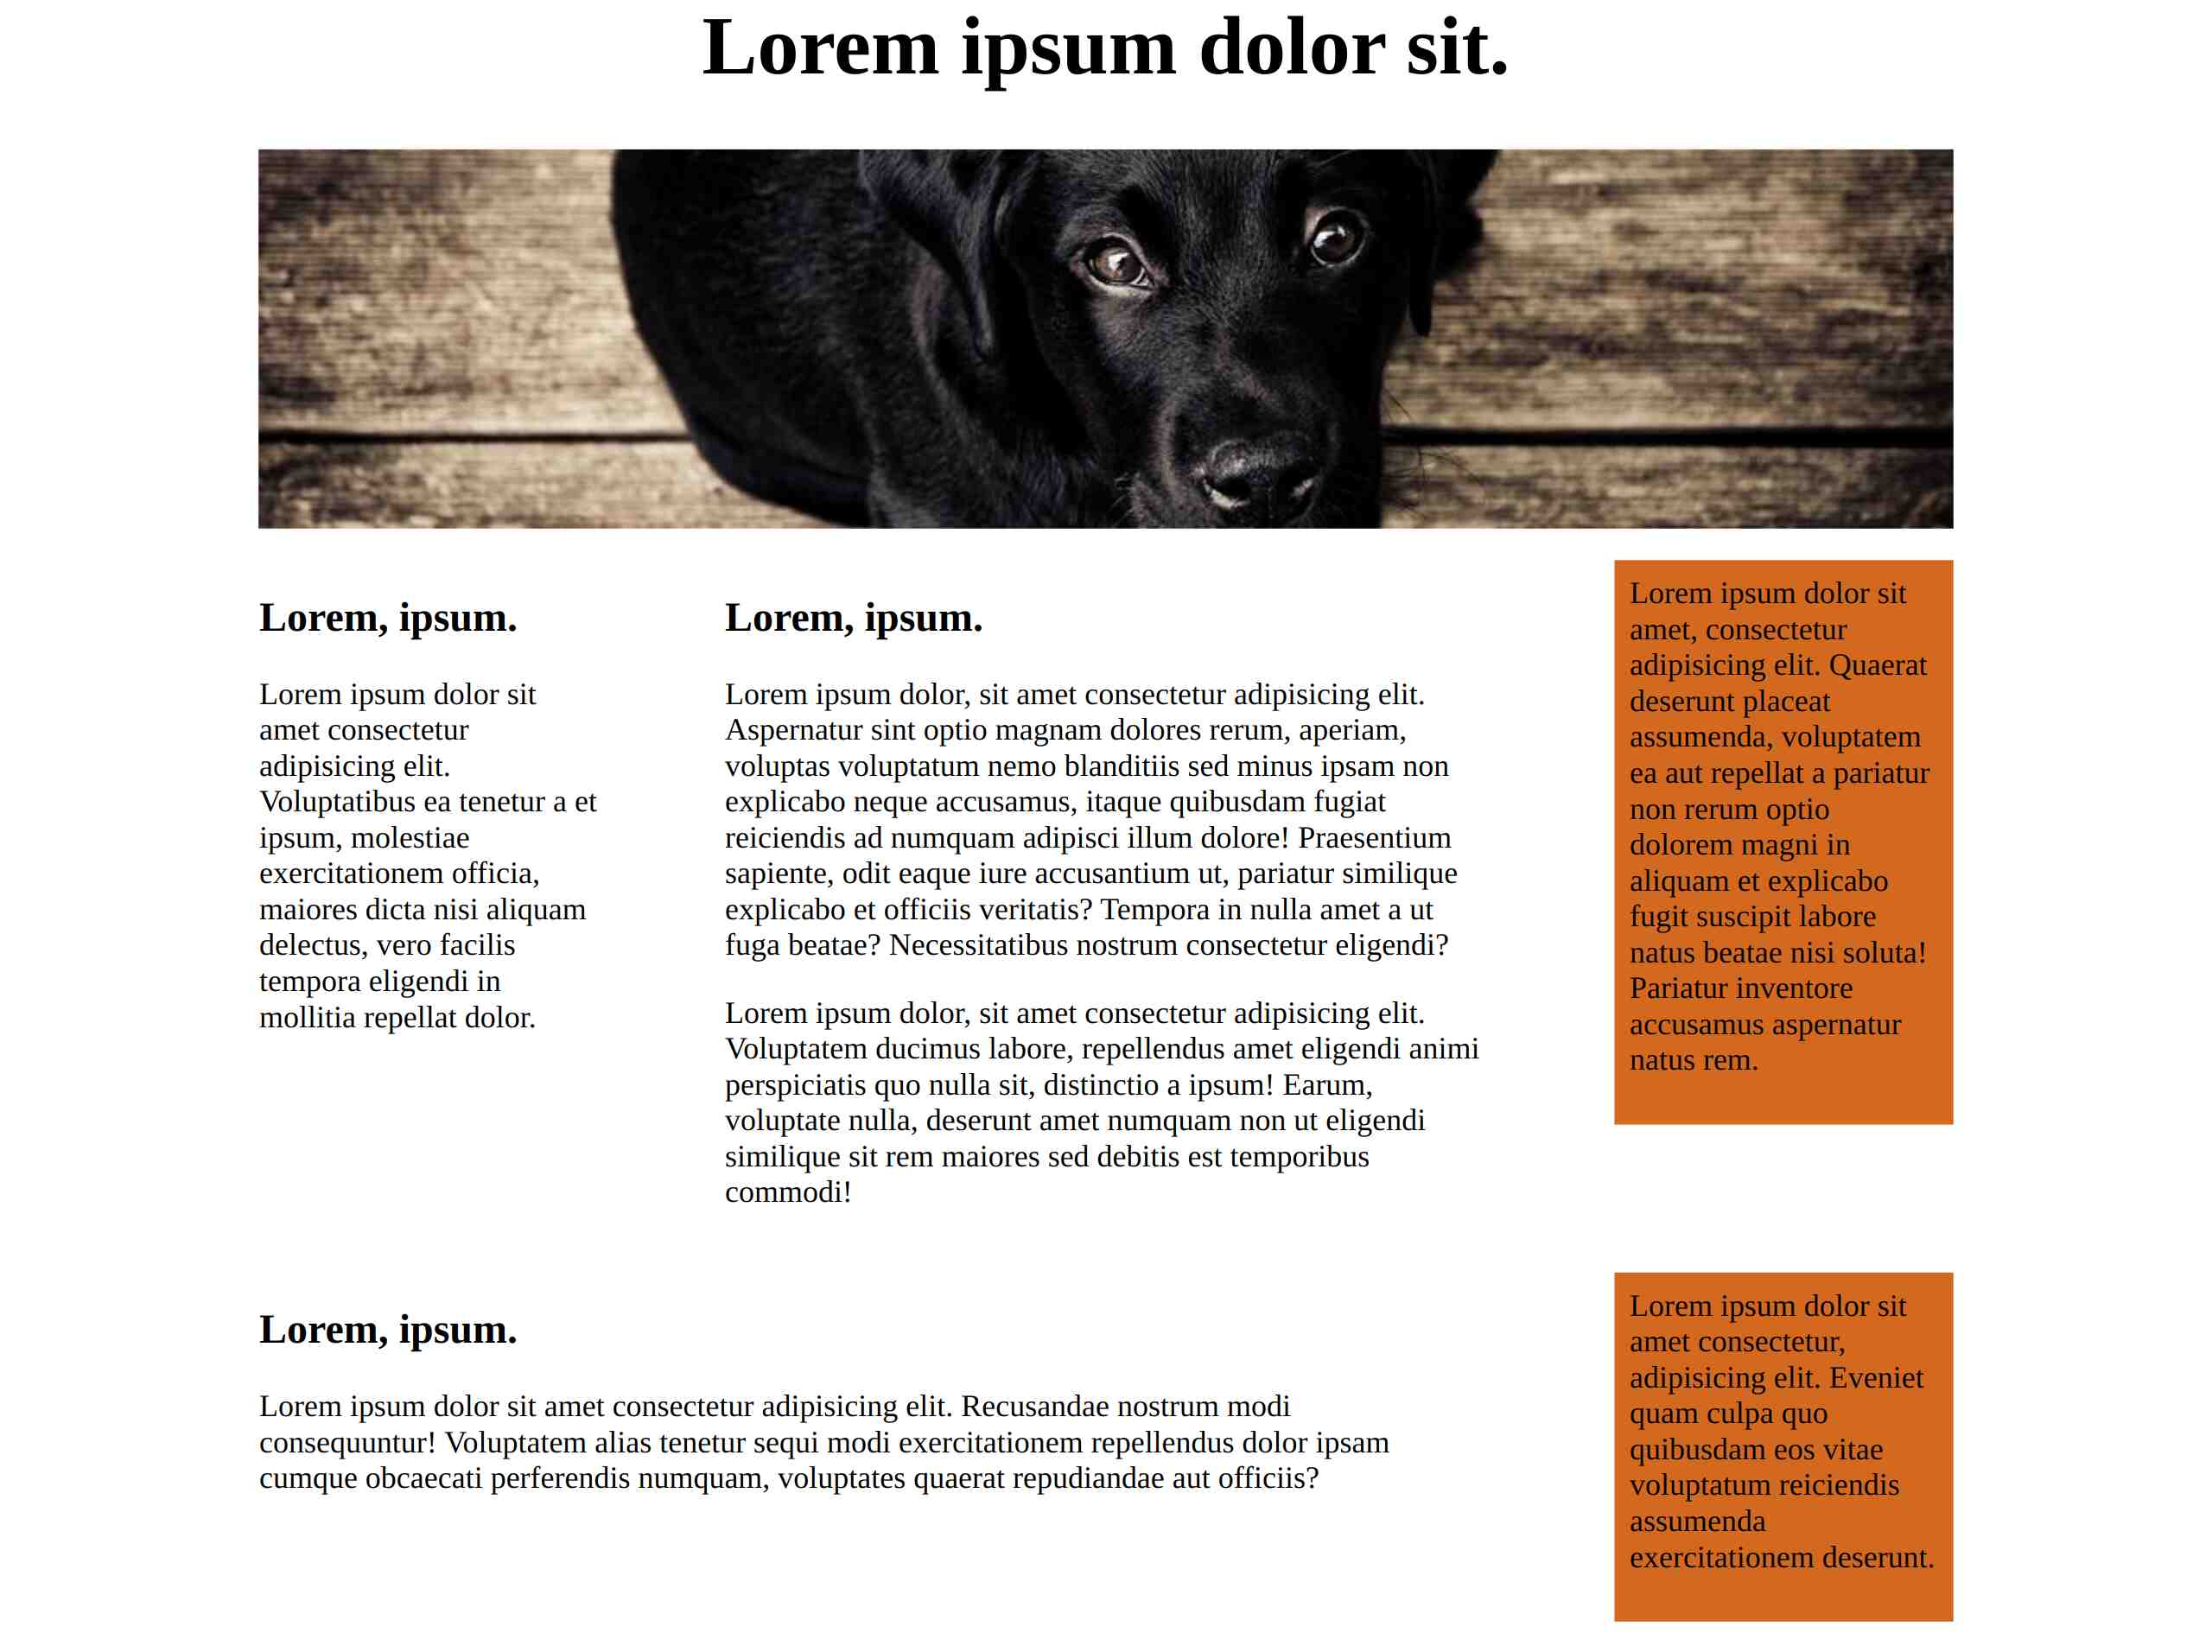 Lorem ipsum dolor sit.
Lorem, ipsum.
Lorem ipsum dolor sit
amet consectetur
adipisicing elit.
Voluptatibus ea tenetur a et
ipsum, molestiae
exercitationem officia,
maiores dicta nisi aliquam
delectus, vero facilis
tempora eligendi in
mollitia repellat dolor.
Lorem, ipsum.
Lorem ipsum dolor, sit amet consectetur adipisicing elit.
Aspernatur sint optio magnam dolores rerum, aperiam,
voluptas voluptatum nemo blanditiis sed minus ipsam non
explicabo neque accusamus, itaque quibusdam fugiat
reiciendis ad numquam adipisci illum dolore! Praesentium
sapiente, odit eaque iure accusantium ut, pariatur similique
explicabo et officiis veritatis? Tempora in nulla amet a ut
fuga beatae? Necessitatibus nostrum consectetur eligendi?
Lorem ipsum dolor, sit amet consectetur adipisicing elit.
Voluptatem ducimus labore, repellendus amet eligendi animi
perspiciatis quo nulla sit, distinctio a ipsum! Earum,
voluptate nulla, deserunt amet numquam non ut eligendi
similique sit rem maiores sed debitis est temporibus
commodi!
Lorem ipsum dolor sit
amet, consectetur
adipisicing elit. Quaerat
deserunt placeat
assumenda, voluptatem
ea aut repellat a pariatur
non rerum optio
dolorem magni in
aliquam et explicabo
fugit suscipit labore
natus beatae nisi soluta!
Pariatur inventore
accusamus aspernatur
natus rem.
Lorem, ipsum.
Lorem ipsum dolor sit amet consectetur adipisicing elit. Recusandae nostrum modi
consequuntur! Voluptatem alias tenetur sequi modi exercitationem repellendus dolor ipsam
cumque obcaecati perferendis numquam, voluptates quaerat repudiandae aut officiis?
Lorem ipsum dolor sit
amet consectetur,
adipisicing elit. Eveniet
quam culpa quo
quibusdam eos vitae
voluptatum reiciendis
assumenda
exercitationem deserunt.